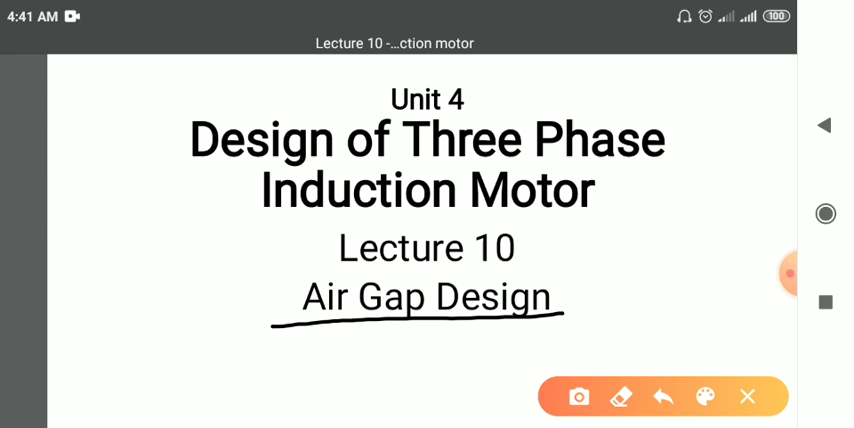 4:41 AM
100
Lecture 10 -...ction motor
Unit 4
Design of Three Phase
Induction Motor
Lecture 10
Air Gap Design